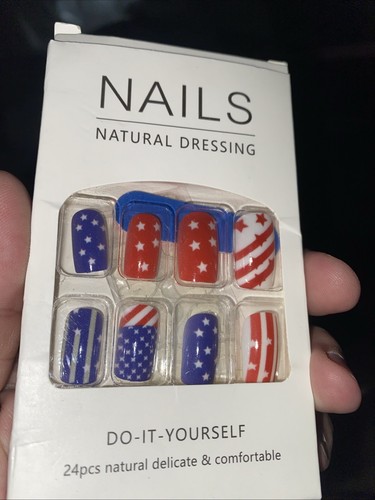 NAILS
NATURAL DRESSING
DO-IT-YOURSELF
24pcs natural delicate & comfortable